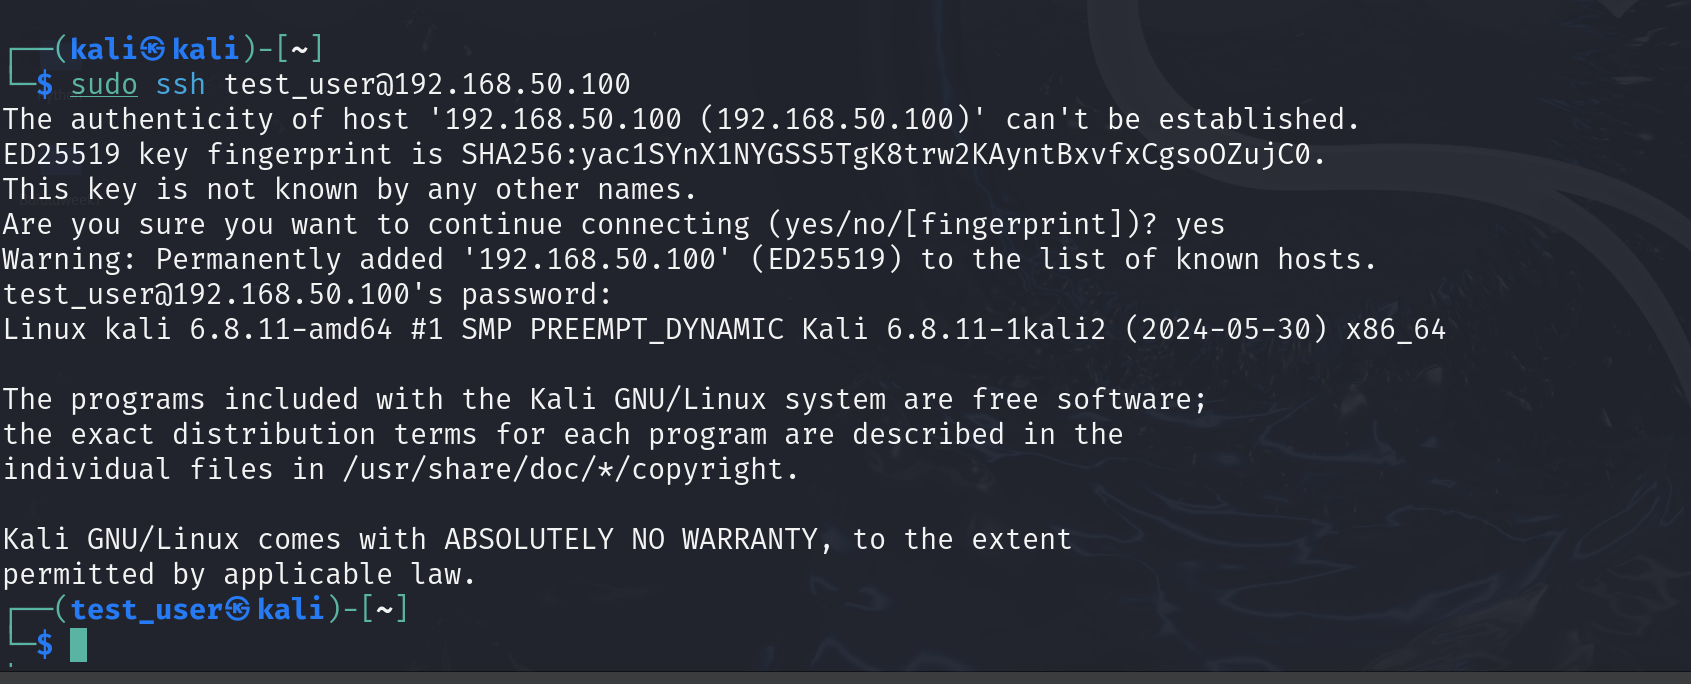 ┌──(kali㉿kali)-[~]
└─$ sudo ssh test_user@192.168.50.100
The authenticity of host '192.168.50.100 (192.168.50.100)' can't be established.
ED25519 key fingerprint is SHA256:yac1SYnX1NYGSS5TgK8trw2KAyntBxvfxCgsoOZujC0.
This key is not known by any other names.
Are you sure you want to continue connecting (yes/no/[fingerprint])? yes
Warning: Permanently added '192.168.50.100' (ED25519) to the list of known hosts.
test_user@192.168.50.100's password:
Linux kali 6.8.11-amd64 #1 SMP PREEMPT_DYNAMIC Kali 6.8.11-1kali2 (2024-05-30) x86_64

The programs included with the Kali GNU/Linux system are free software;
the exact distribution terms for each program are described in the
individual files in /usr/share/doc/*/copyright.

Kali GNU/Linux comes with ABSOLUTELY NO WARRANTY, to the extent
permitted by applicable law.
┌──(test_user㉿kali)-[~]
└─$